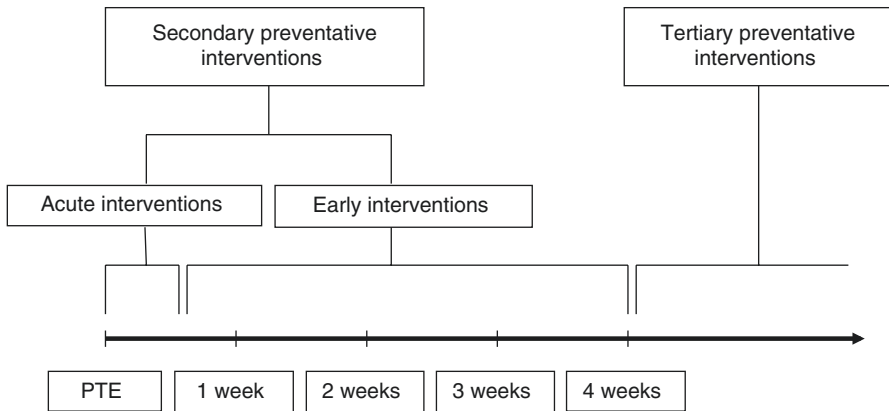 Secondary preventative
interventions
Tertiary preventative
interventions
Acute interventions
Early interventions
PTE
1 week
2 weeks
3 weeks
4 weeks